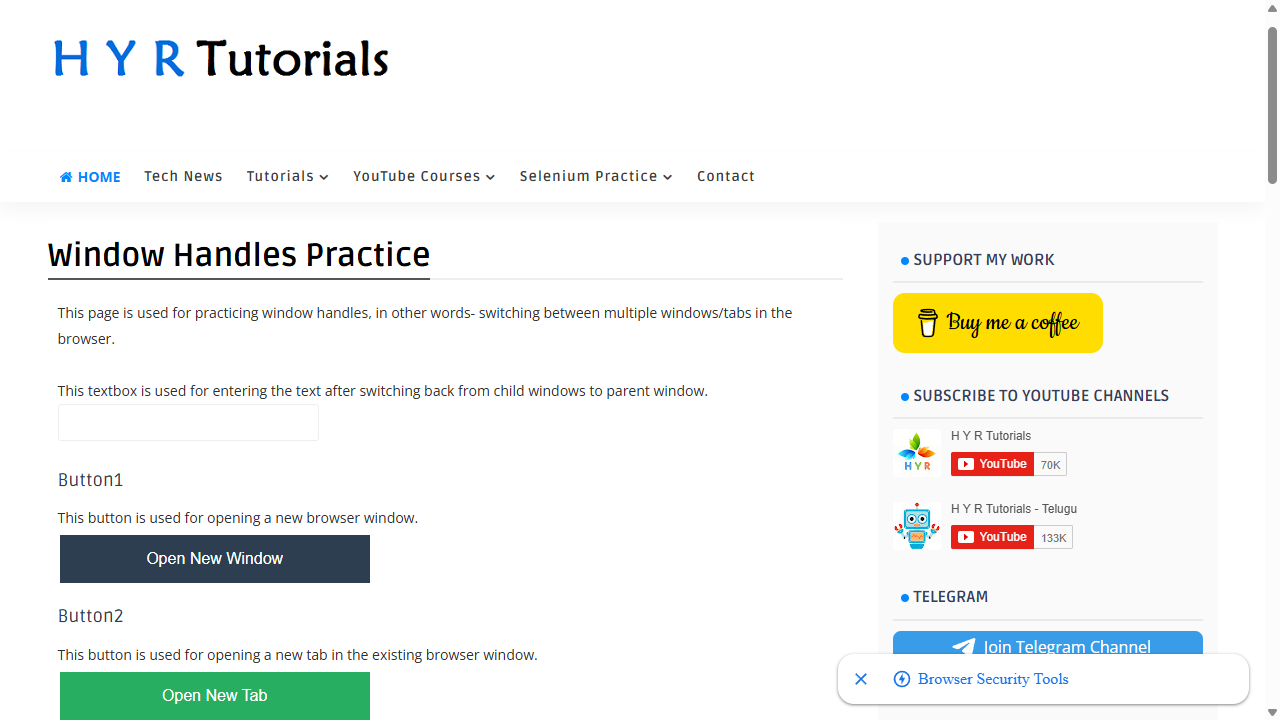 H Y R Tutorials
HOME Tech News Tutorials YouTube Courses Selenium Practice Contact
Window Handles Practice
This page is used for practicing window handles, in other words- switching between multiple windows/tabs in the
browser.
This textbox is used for entering the text after switching back from child windows to parent window.
Button1
This button is used for opening a new browser window.
Open New Window
Button2
This button is used for opening a new tab in the existing browser window.
Open New Tab
SUPPORT MY WORK
Buy me a coffee
SUBSCRIBE TO YOUTUBE CHANNELS
HYR
H Y R Tutorials
YouTube 70K
H Y R Tutorials - Telugu
YouTube 133K
TELEGRAM
Join Telegram Channel
Browser Security Tools